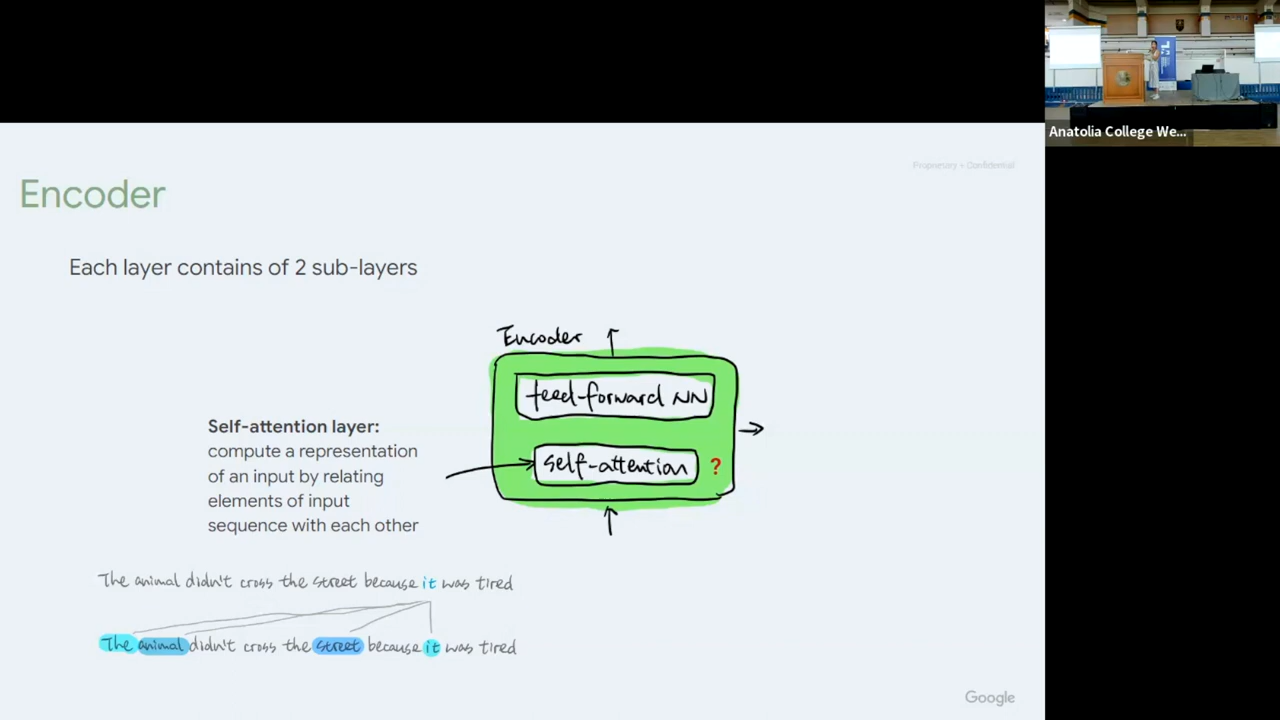 Anatolia College We...
Proprietary + Confidential
Encoder
Each layer contains of 2 sub-layers
Encoder
feed-forward NN
self-attention ?
Self-attention layer:
compute a representation
of an input by relating
elements of input
sequence with each other
The animal didn't cross the street because it was tired
The animal didn't cross the street because it was tired
Google